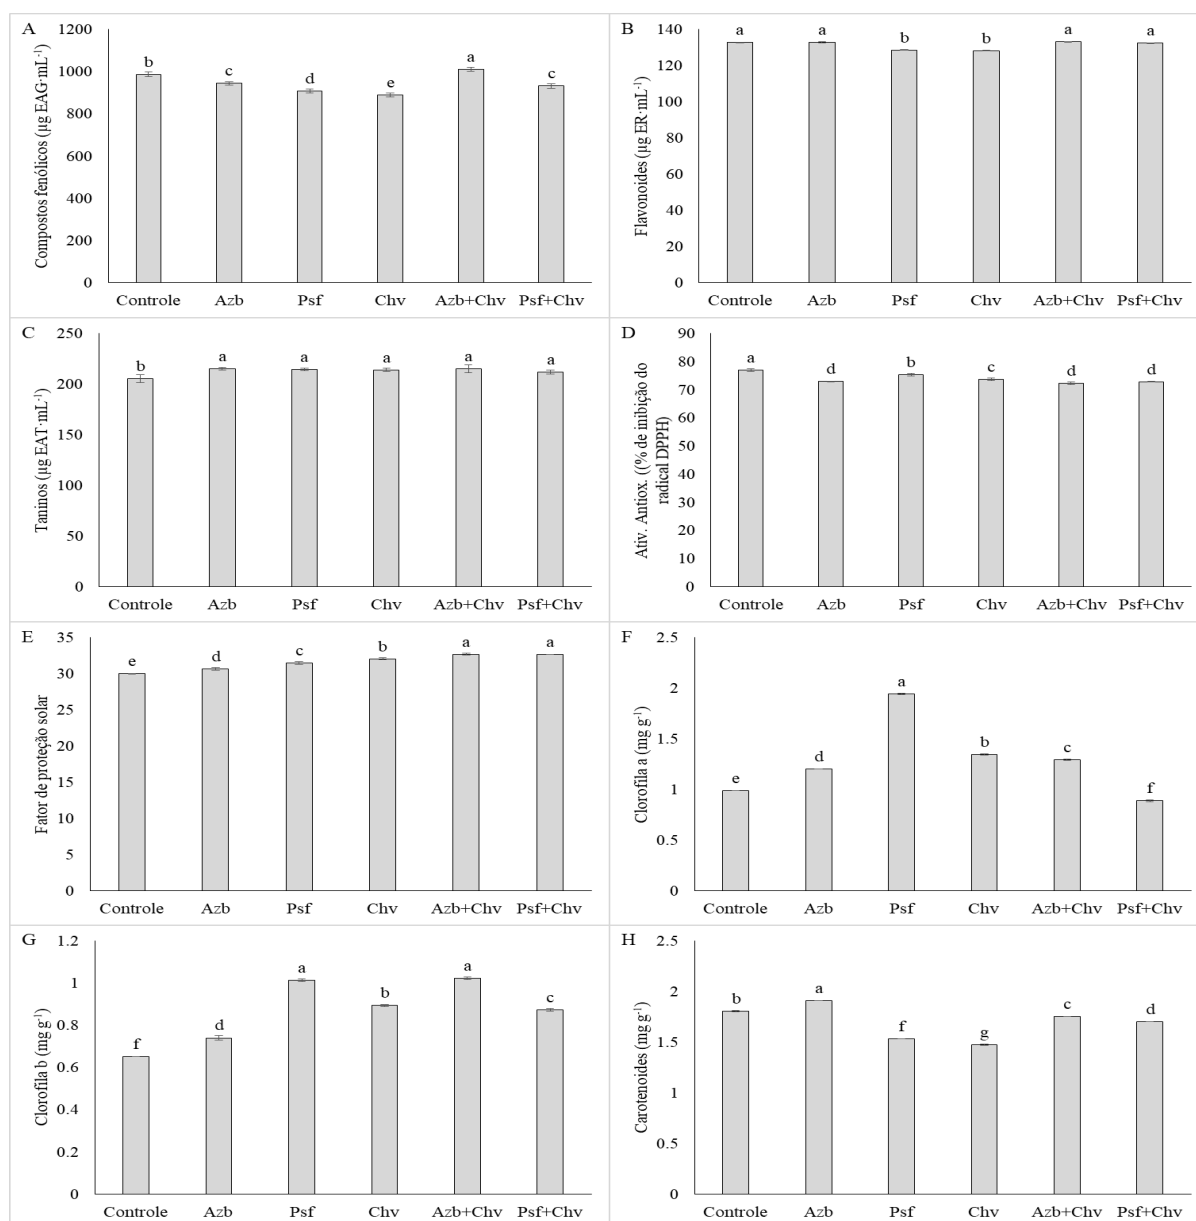 A
Compostos fenólicos (µg EAG·mL⁻¹)
1200
1000
800
600
400
200
0
b
c
d
e
a
c
Controle Azb Psf Chv Azb+Chv Psf+Chv
B
Flavonoides (µg ER·mL⁻¹)
140
120
100
80
60
40
20
0
a
a
b
b
a
a
Controle Azb Psf Chv Azb+Chv Psf+Chv
C
Taninos (µg EAT·mL⁻¹)
250
200
150
100
50
0
b
a
a
a
a
a
Controle Azb Psf Chv Azb+Chv Psf+Chv
D
Ativ. Antiox. ((% de inibição do
radical DPPH)
90
80
70
60
50
40
30
20
10
0
a
d
b
c
d
d
Controle Azb Psf Chv Azb+Chv Psf+Chv
E
Fator de proteção solar
35
30
25
20
15
10
5
0
e
d
c
b
a
a
Controle Azb Psf Chv Azb+Chv Psf+Chv
F
Clorofila a (mg g⁻¹)
2.5
2
1.5
1
0.5
0
e
d
a
b
c
f
Controle Azb Psf Chv Azb+Chv Psf+Chv
G
Clorofila b (mg g⁻¹)
1.2
1
0.8
0.6
0.4
0.2
0
f
d
a
b
a
c
Controle Azb Psf Chv Azb+Chv Psf+Chv
H
Carotenoides (mg g⁻¹)
2.5
2
1.5
1
0.5
0
b
a
f
g
c
d
Controle Azb Psf Chv Azb+Chv Psf+Chv